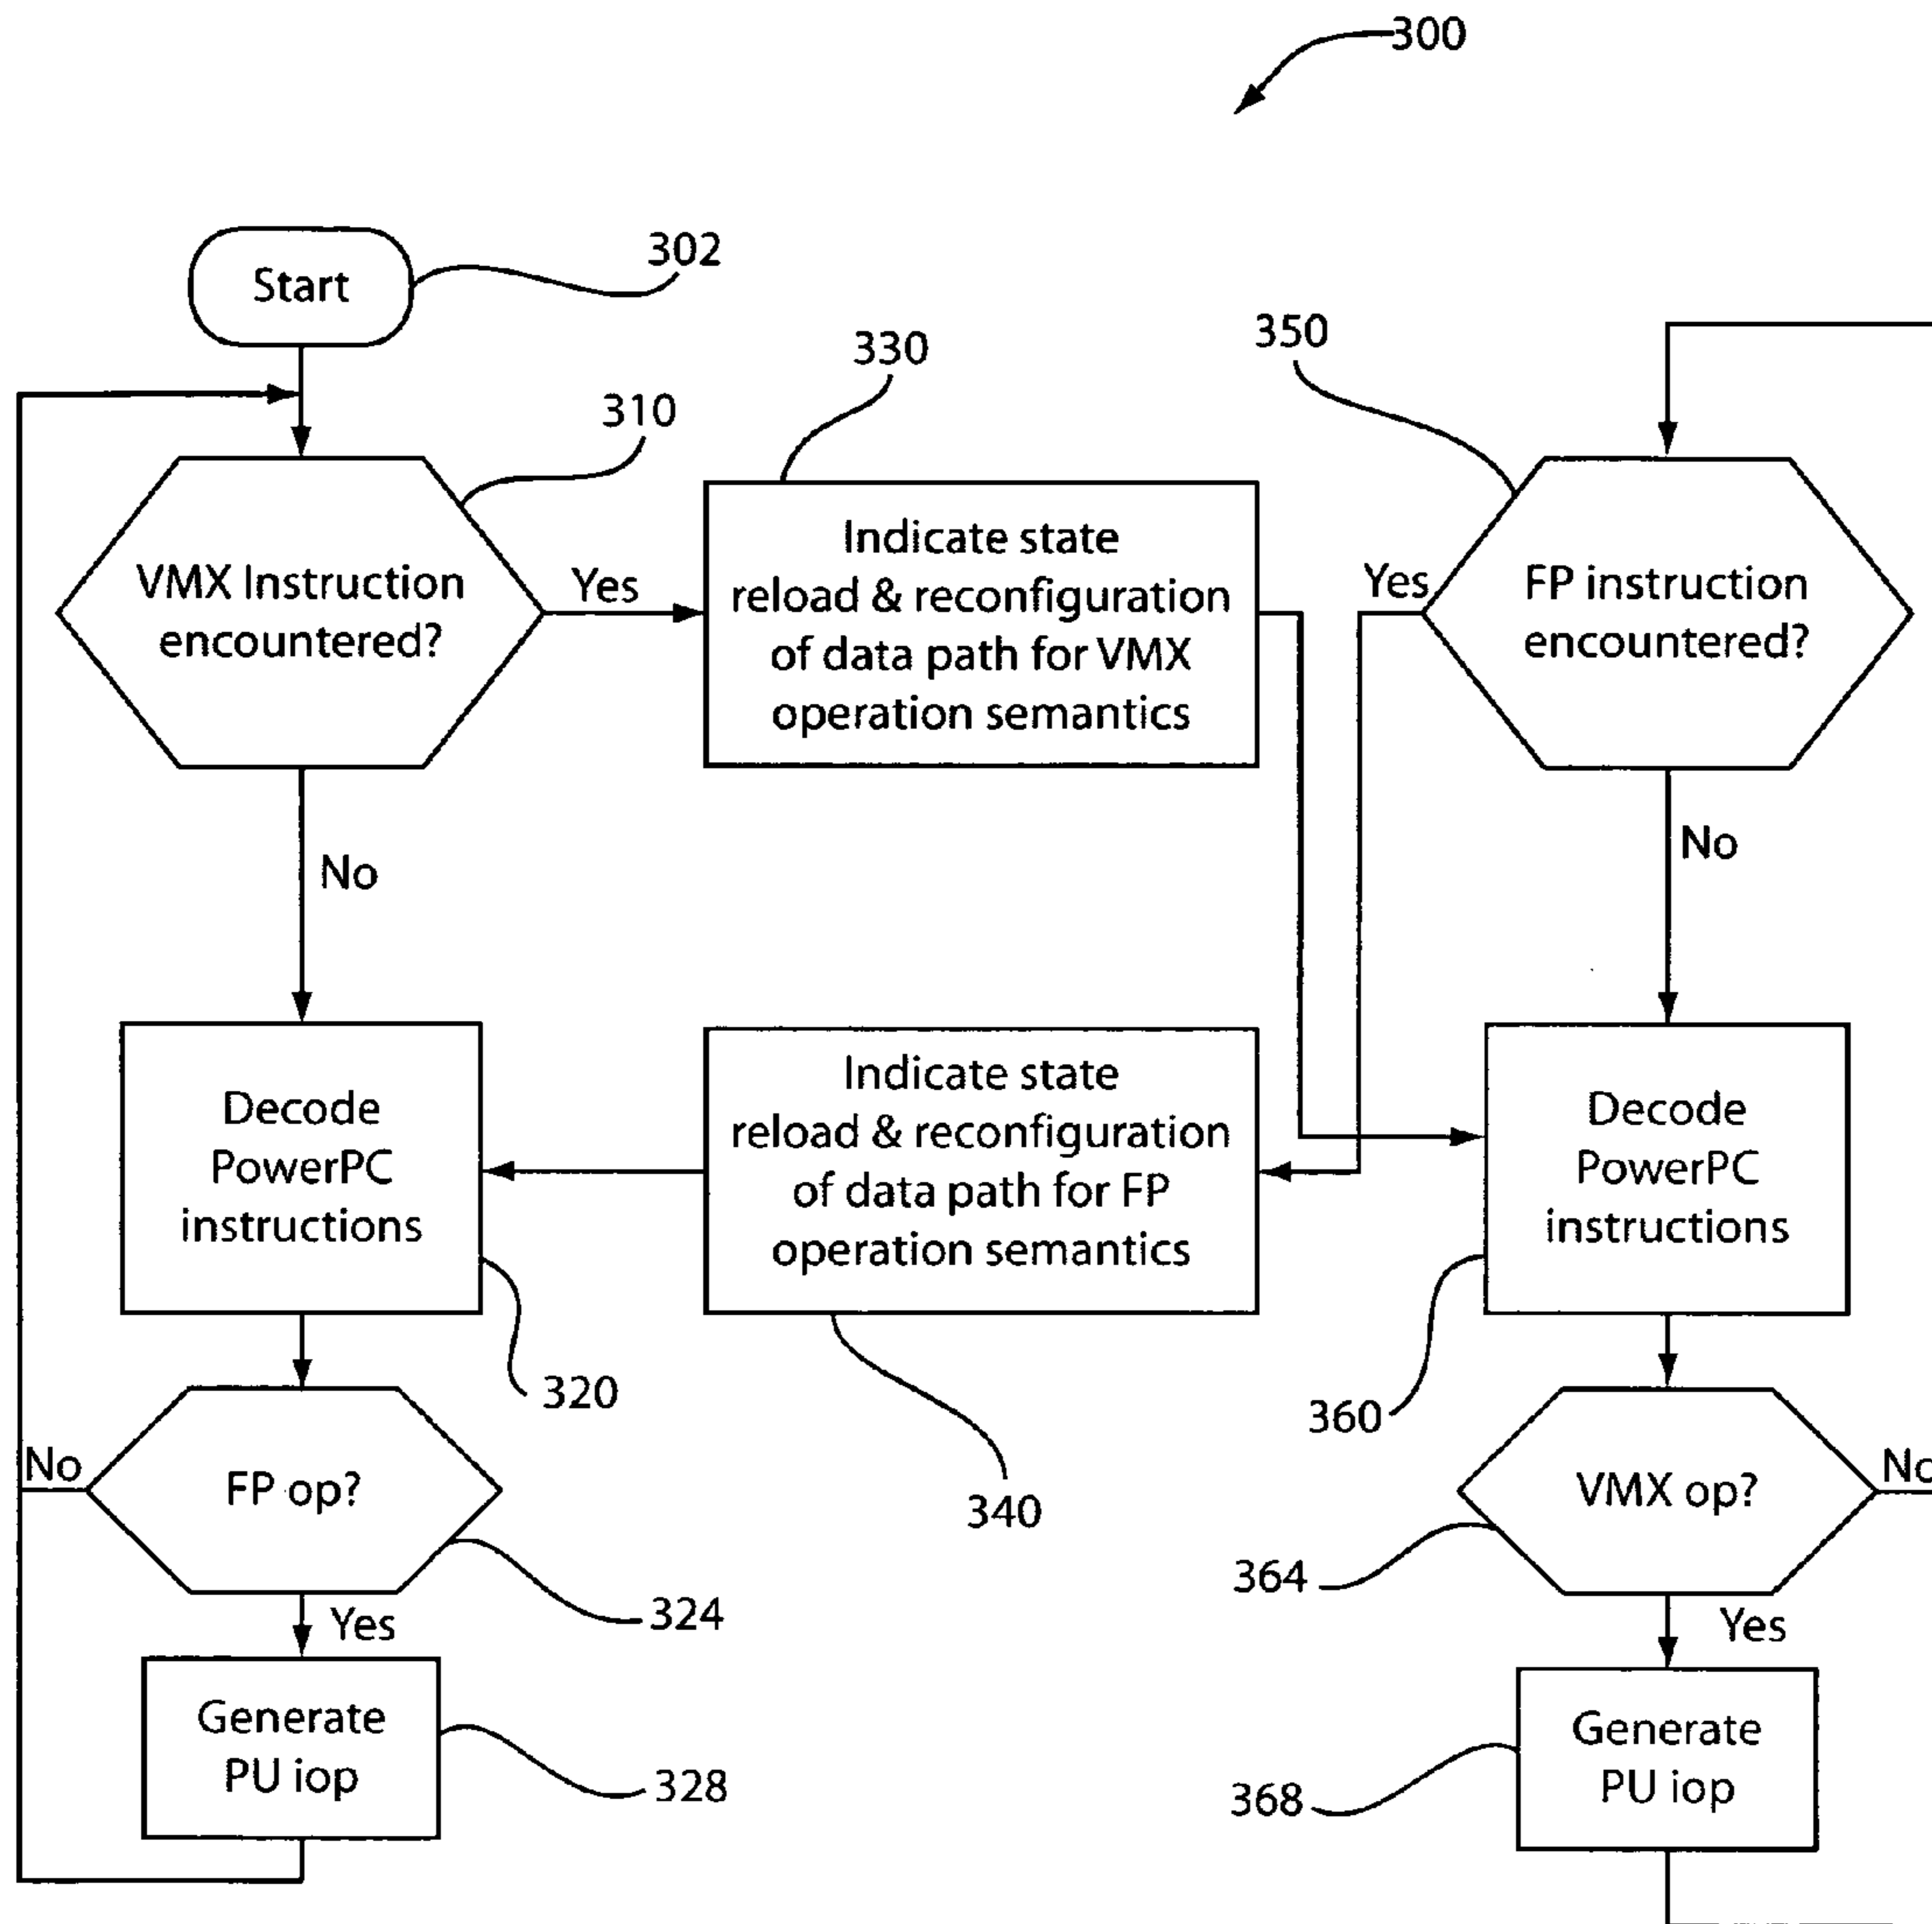 300
302
Start
330
350
310
VMX Instruction
encountered?
Yes
Indicate state
reload & reconfiguration
of data path for VMX
operation semantics
Yes
FP instruction
encountered?
No
No
Decode
PowerPC
instructions
Indicate state
reload & reconfiguration
of data path for FP
operation semantics
Decode
PowerPC
instructions
320
360
No
FP op?
340
VMX op?
No
364
324
Yes
Yes
Generate
PU iop
Generate
PU iop
328
368